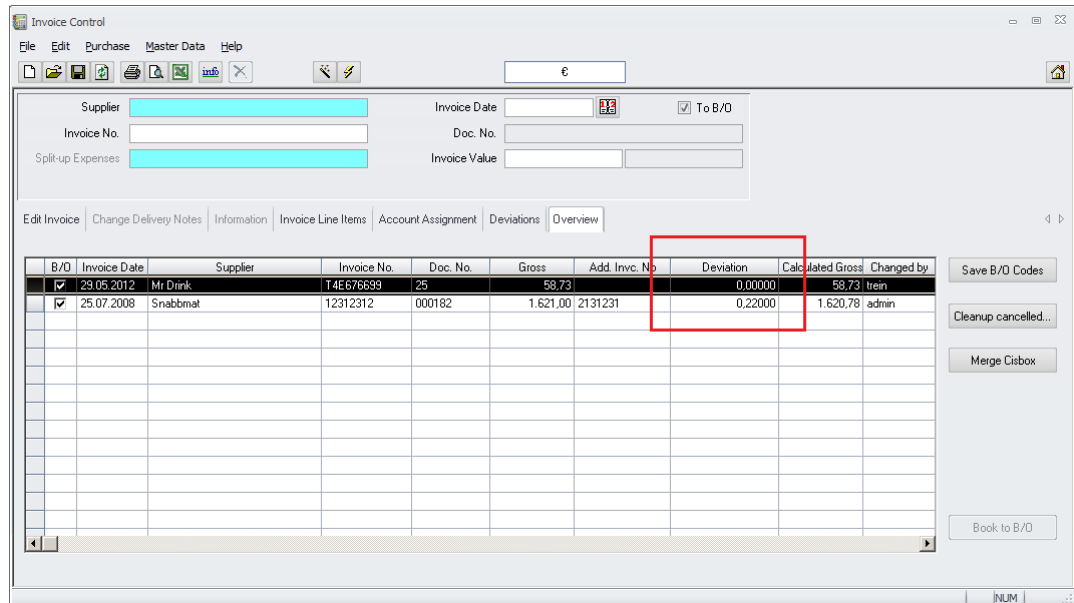 Invoice Control
File Edit Purchase Master Data Help
info €
Supplier Invoice Date To B/O
Invoice No. Doc. No.
Split-up Expenses Invoice Value
Edit Invoice Change Delivery Notes Information Invoice Line Items Account Assignment Deviations Overview
B/O Invoice Date Supplier Invoice No. Doc. No. Gross Add. Invc. No Deviation Calculated Gross Changed by
29.05.2012 Mr Drink T4E676699 25 58,73 0,00000 58,73 trein
25.07.2008 Snabbmat 12312312 000182 1.621,00 2131231 0,22000 1.620,78 admin
Save B/O Codes
Cleanup cancelled...
Merge Cisbox
Book to B/O
NUM